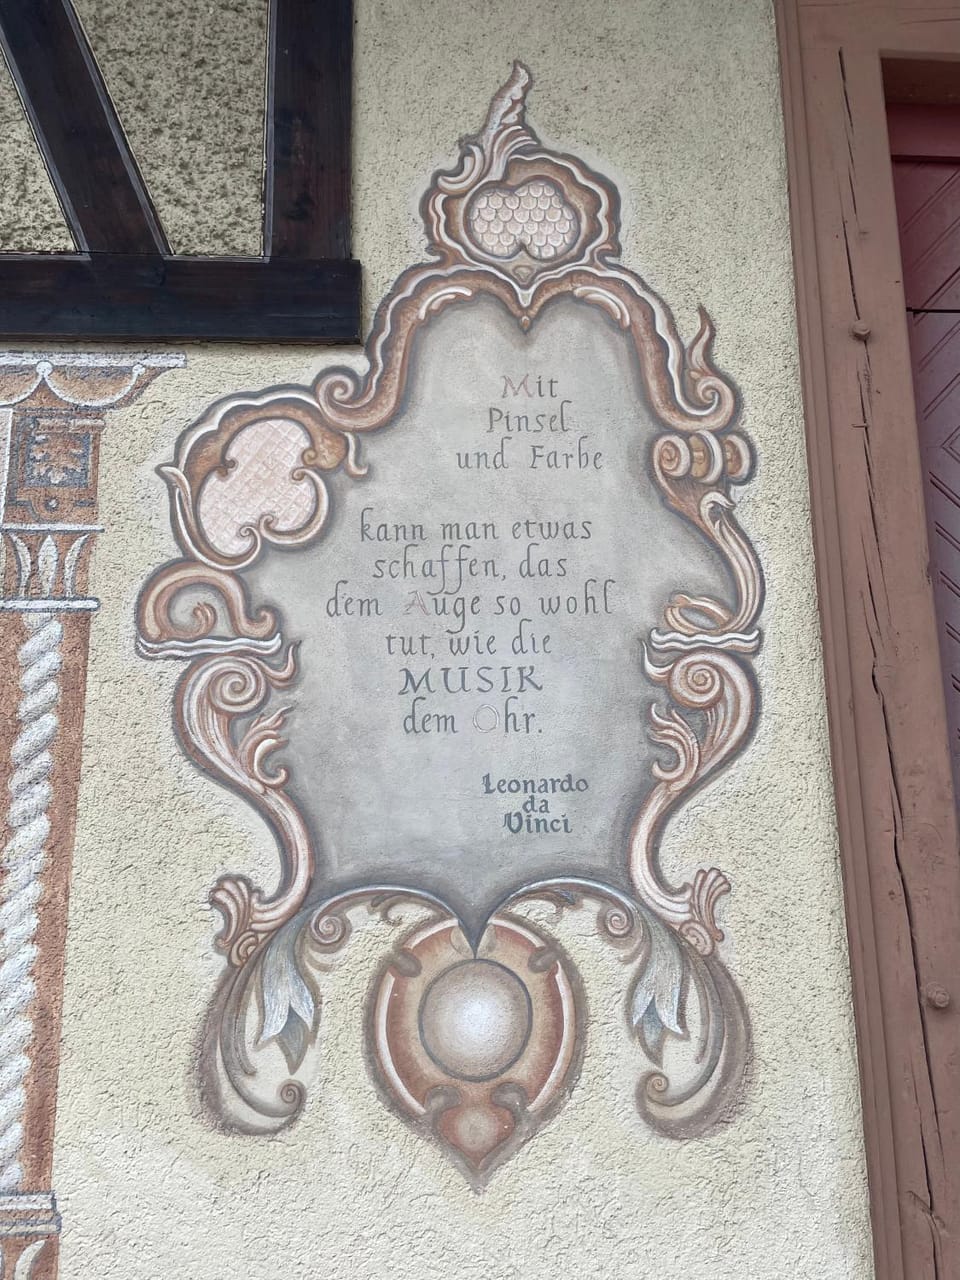 Mit
Pinsel
und Farbe
kann man etwas
schaffen, das
dem Auge so wohl
tut, wie die
MUSIK
dem Ohr.
Leonardo
da
Vinci